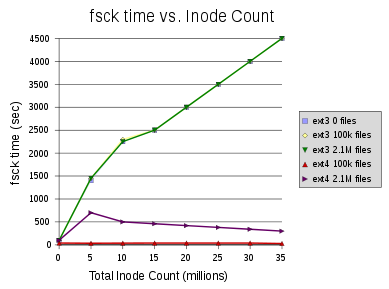 fsck time vs. Inode Count
fsck time (sec)
4500
4000
3500
3000
2500
2000
1500
1000
500
0
0 5 10 15 20 25 30 35
Total Inode Count (millions)
ext3 0 files
ext3 100k files
ext3 2.1M files
ext4 100k files
ext4 2.1M files